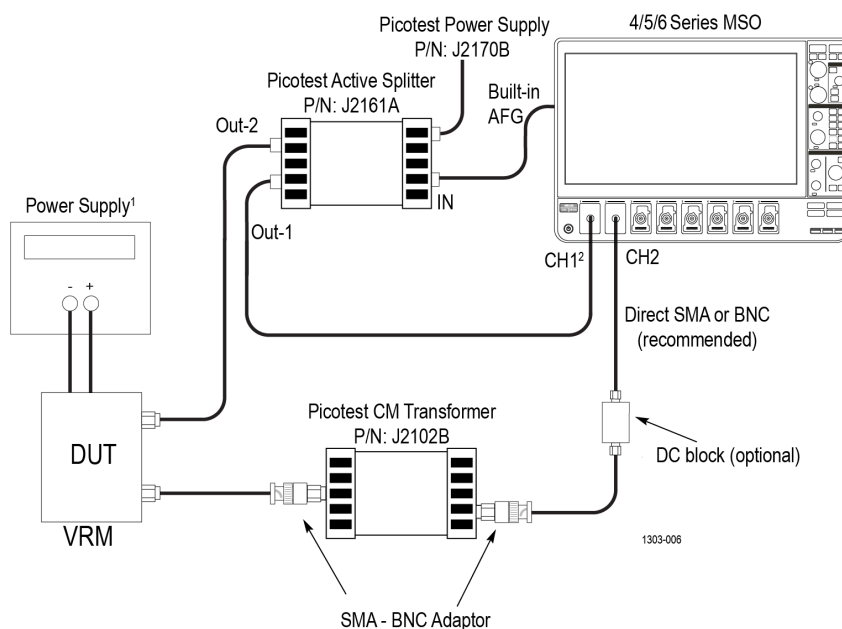 Picotest Power Supply
P/N: J2170B
4/5/6 Series MSO
Picotest Active Splitter
P/N: J2161A
Built-in
AFG
Out-2
IN
Power Supply¹
Out-1
CH1²
CH2
- +
Direct SMA or BNC
(recommended)
Picotest CM Transformer
P/N: J2102B
DUT
DC block (optional)
VRM
1303-006
SMA - BNC Adaptor